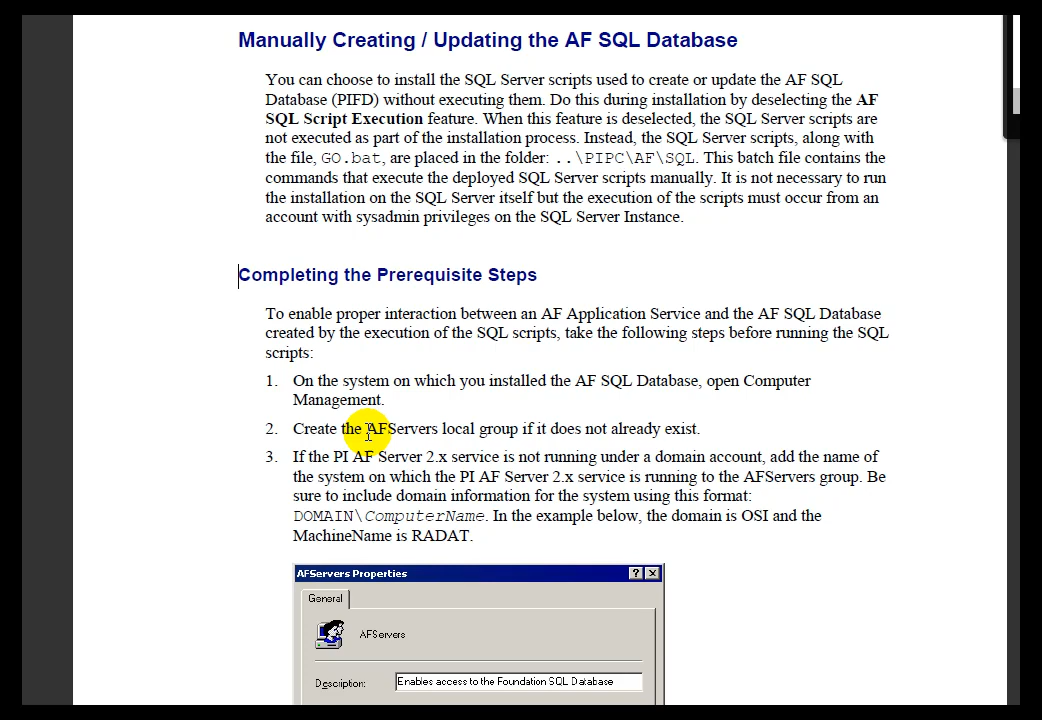 Manually Creating / Updating the AF SQL Database
You can choose to install the SQL Server scripts used to create or update the AF SQL
Database (PIFD) without executing them. Do this during installation by deselecting the AF
SQL Script Execution feature. When this feature is deselected, the SQL Server scripts are
not executed as part of the installation process. Instead, the SQL Server scripts, along with
the file, GO.bat, are placed in the folder: ..\PIPC\AF\SQL. This batch file contains the
commands that execute the deployed SQL Server scripts manually. It is not necessary to run
the installation on the SQL Server itself but the execution of the scripts must occur from an
account with sysadmin privileges on the SQL Server Instance.
Completing the Prerequisite Steps
To enable proper interaction between an AF Application Service and the AF SQL Database
created by the execution of the SQL scripts, take the following steps before running the SQL
scripts:
1. On the system on which you installed the AF SQL Database, open Computer
Management.
2. Create the AFServers local group if it does not already exist.
3. If the PI AF Server 2.x service is not running under a domain account, add the name of
the system on which the PI AF Server 2.x service is running to the AFServers group. Be
sure to include domain information for the system using this format:
DOMAIN\ComputerName. In the example below, the domain is OSI and the
MachineName is RADAT.
AFServers Properties
General
AFServers
Description: Enables access to the Foundation SQL Database